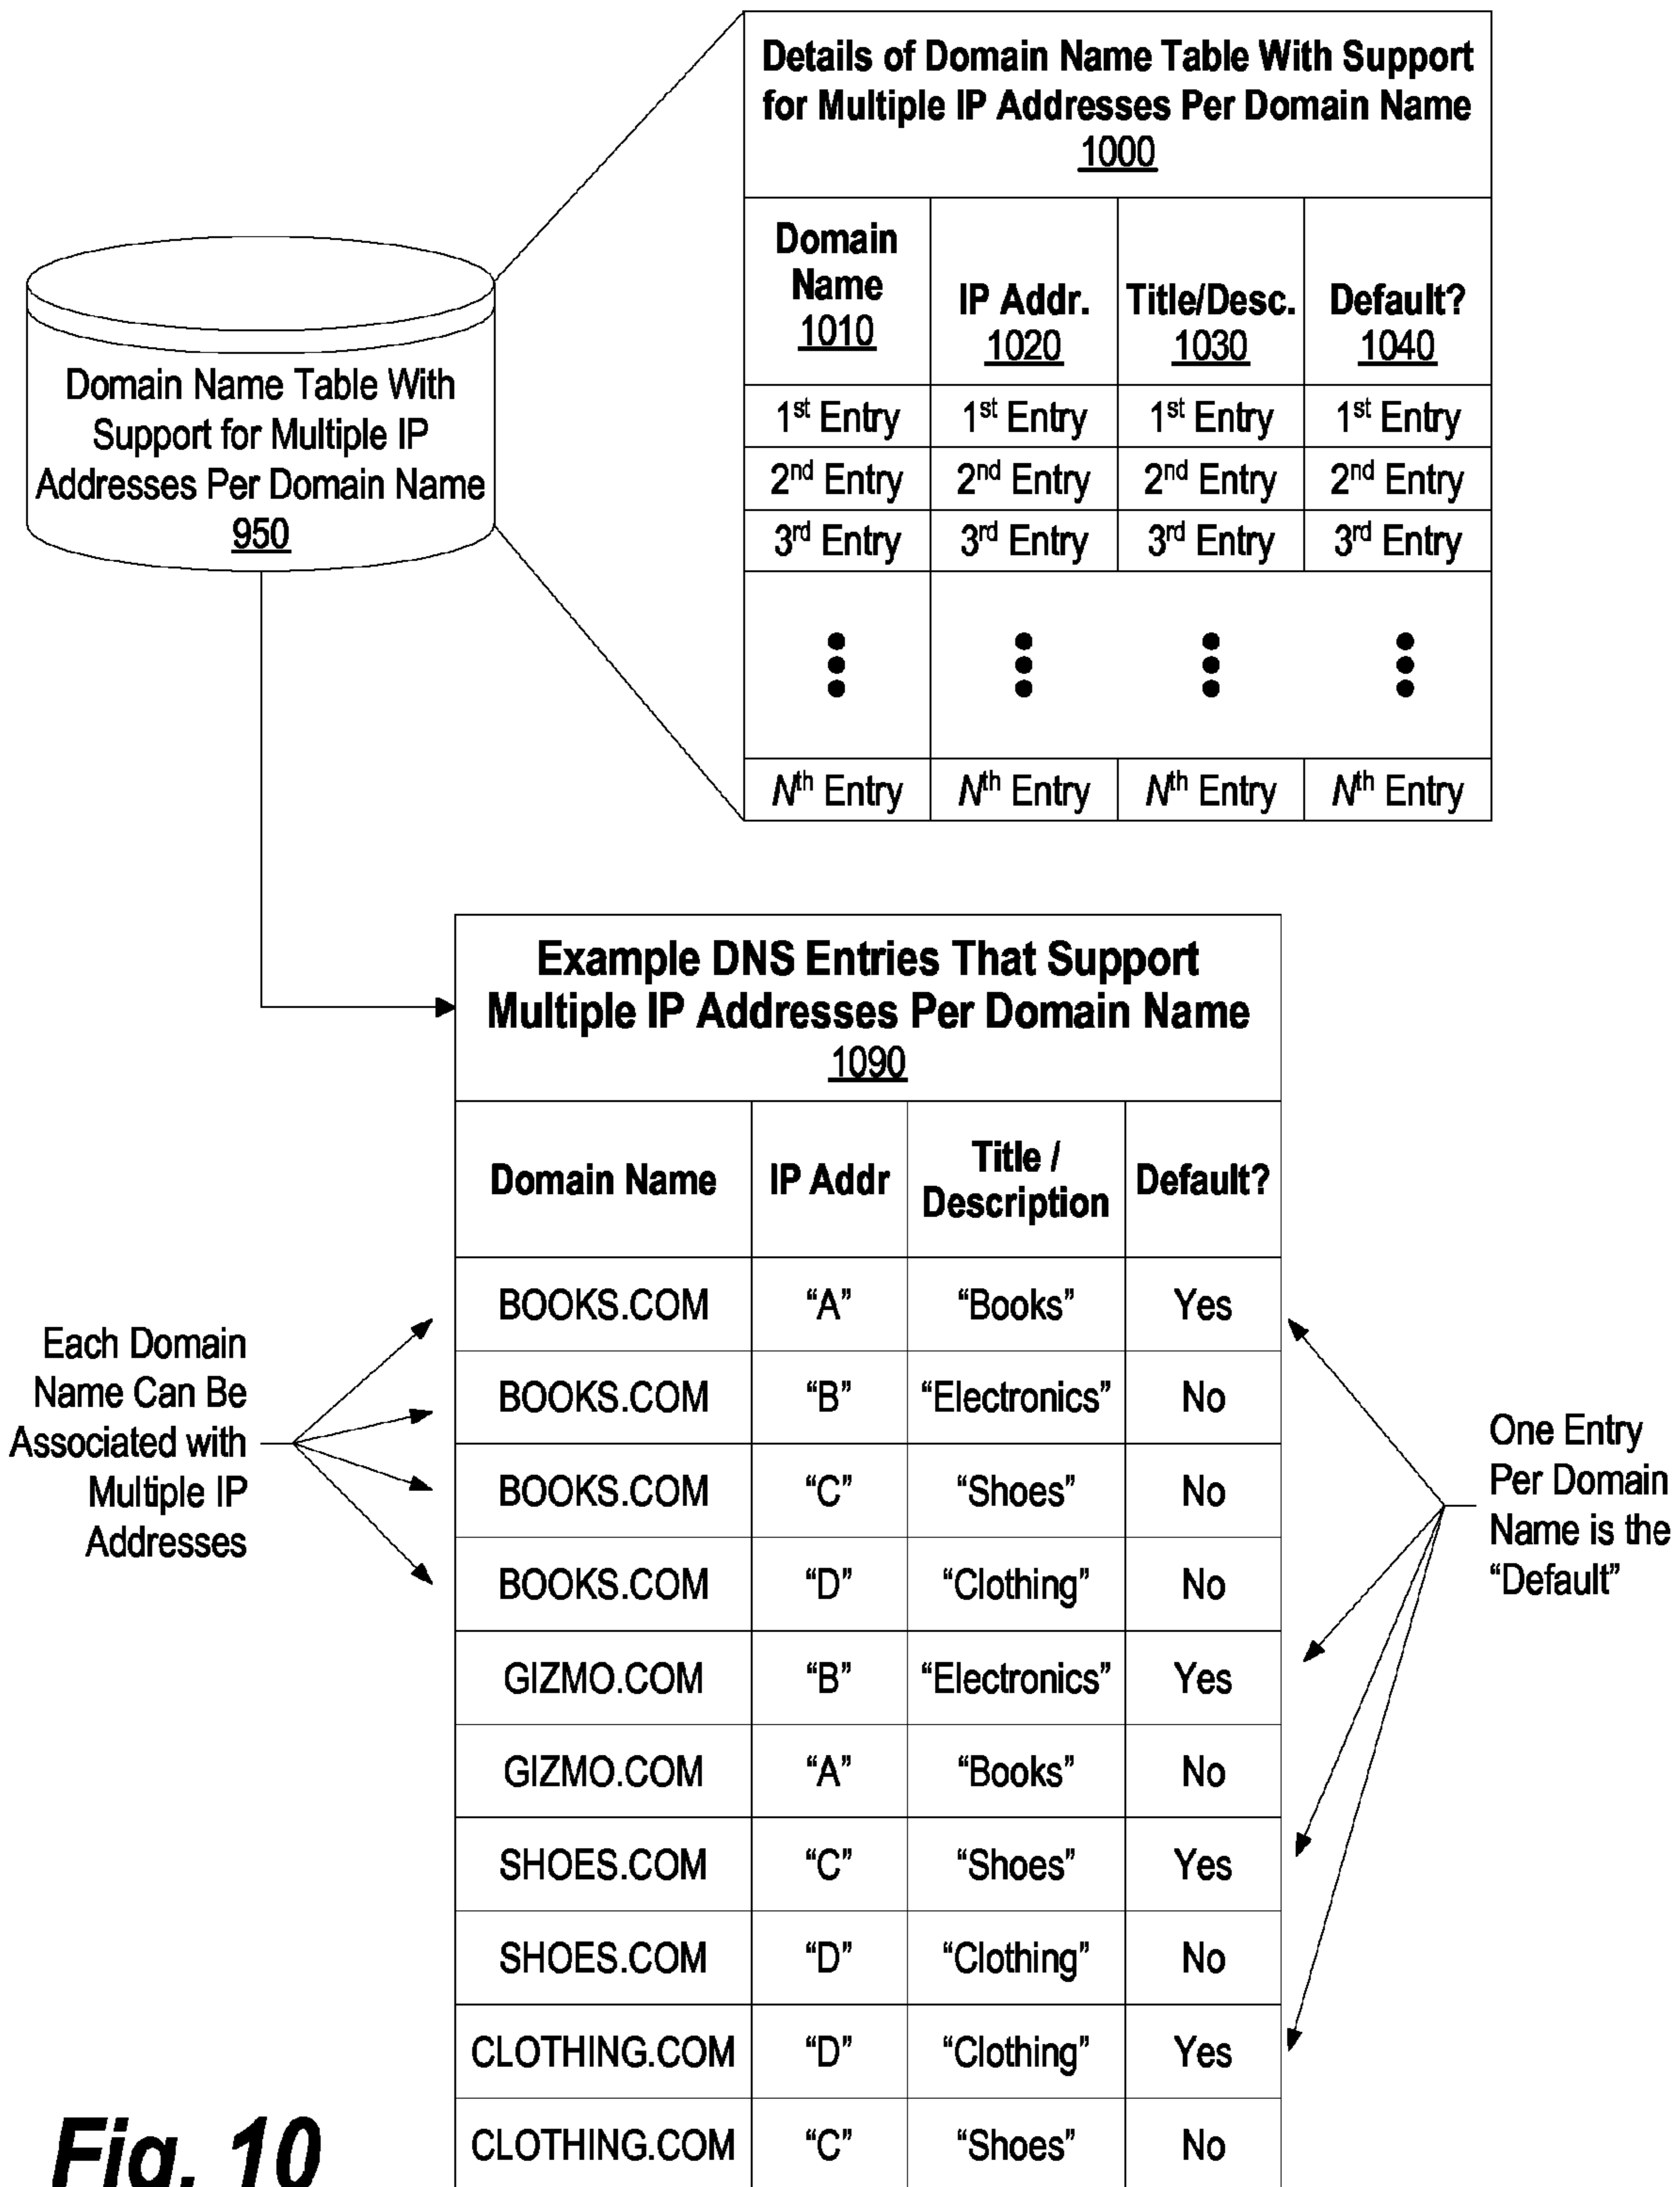 Details of Domain Name Table With Support
for Multiple IP Addresses Per Domain Name
1000
Domain
Name
1010
IP Addr.
1020
Title/Desc.
1030
Default?
1040
1st Entry 1st Entry 1st Entry 1st Entry
2nd Entry 2nd Entry 2nd Entry 2nd Entry
3rd Entry 3rd Entry 3rd Entry 3rd Entry
Nth Entry Nth Entry Nth Entry Nth Entry
Domain Name Table With
Support for Multiple IP
Addresses Per Domain Name
950
Example DNS Entries That Support
Multiple IP Addresses Per Domain Name
1090
Domain Name
IP Addr
Title /
Description
Default?
BOOKS.COM “A” “Books” Yes
BOOKS.COM “B” “Electronics” No
BOOKS.COM “C” “Shoes” No
BOOKS.COM “D” “Clothing” No
GIZMO.COM “B” “Electronics” Yes
GIZMO.COM “A” “Books” No
SHOES.COM “C” “Shoes” Yes
SHOES.COM “D” “Clothing” No
CLOTHING.COM “D” “Clothing” Yes
CLOTHING.COM “C” “Shoes” No
Each Domain
Name Can Be
Associated with
Multiple IP
Addresses
One Entry
Per Domain
Name is the
“Default”
Fig. 10